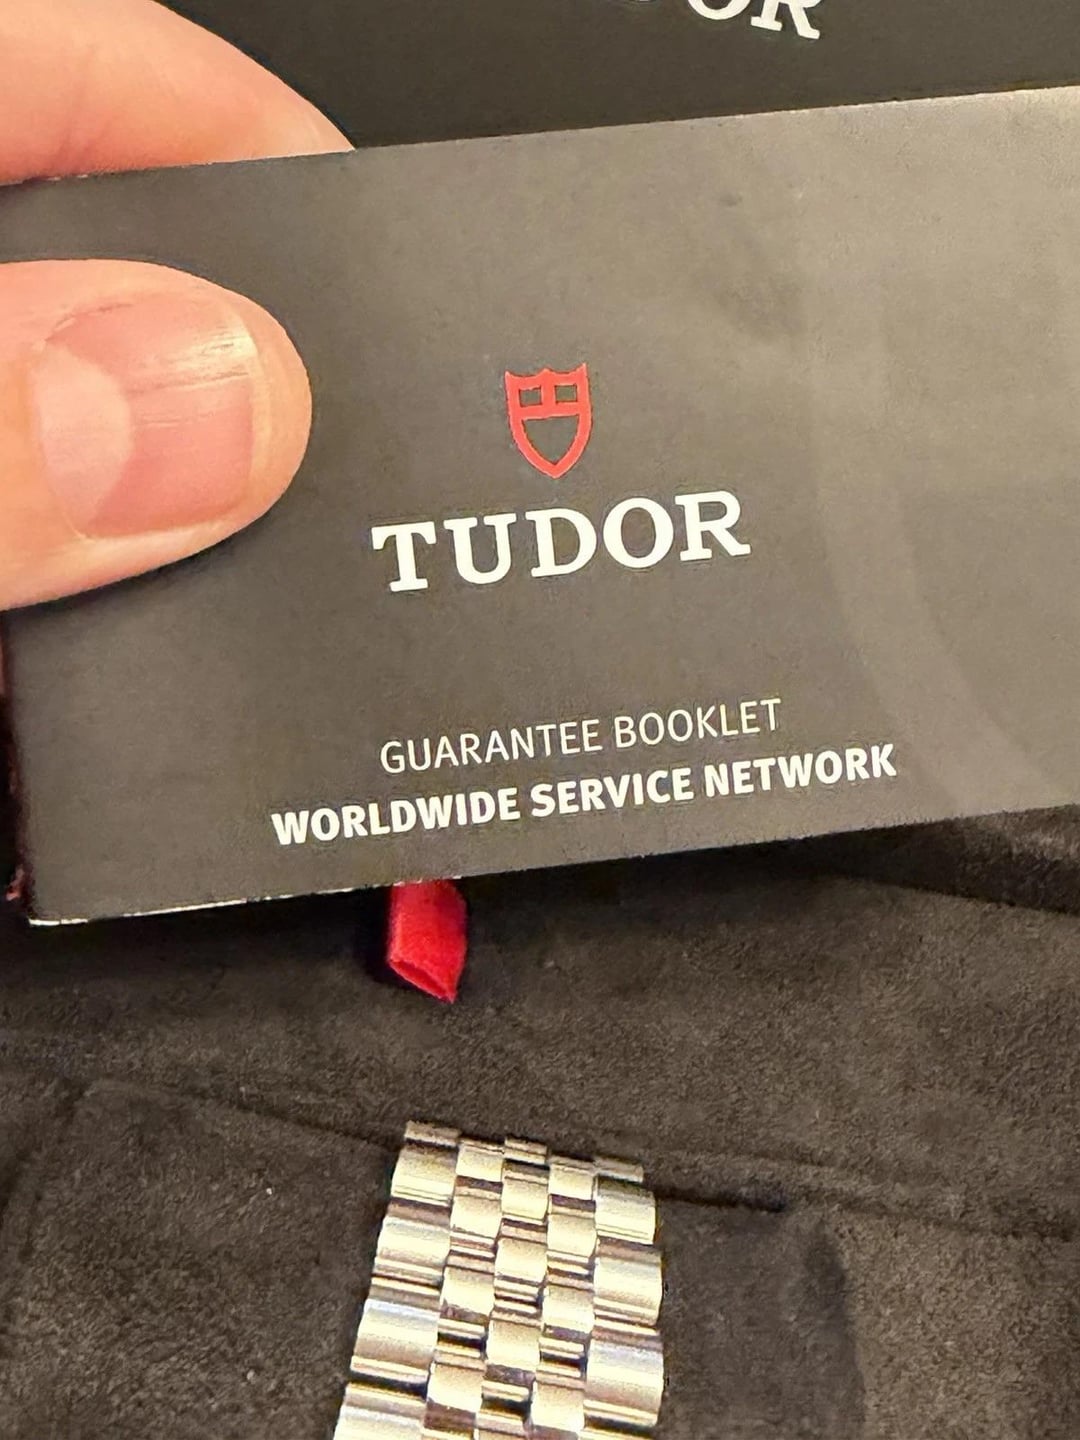 TUDOR
GUARANTEE BOOKLET
WORLDWIDE SERVICE NETWORK